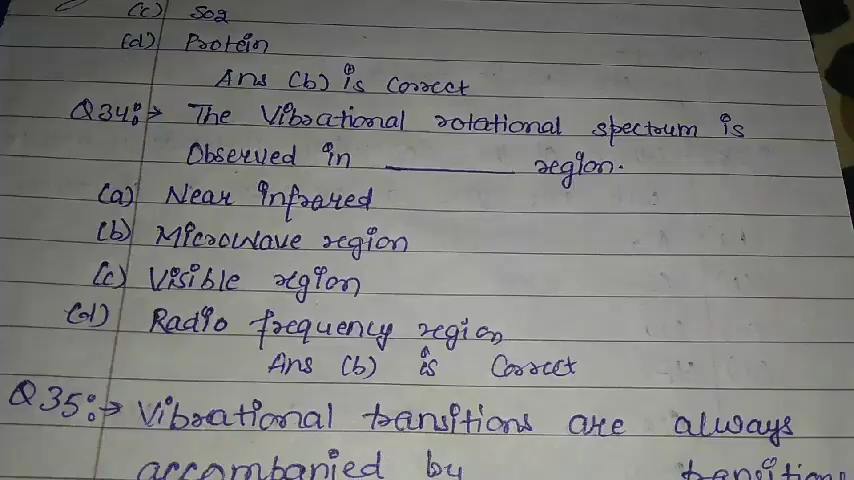 (c) SO2
(d) Protein
Ans (b) is correct
Q34:→ The Vibrational rotational spectrum is
Observed in ________ region.
(a) Near infrared
(b) Microwave region
(c) Visible region
(d) Radio frequency region
Ans (b) is Correct
Q35:→ Vibrational transitions are always
accompanied by transitions